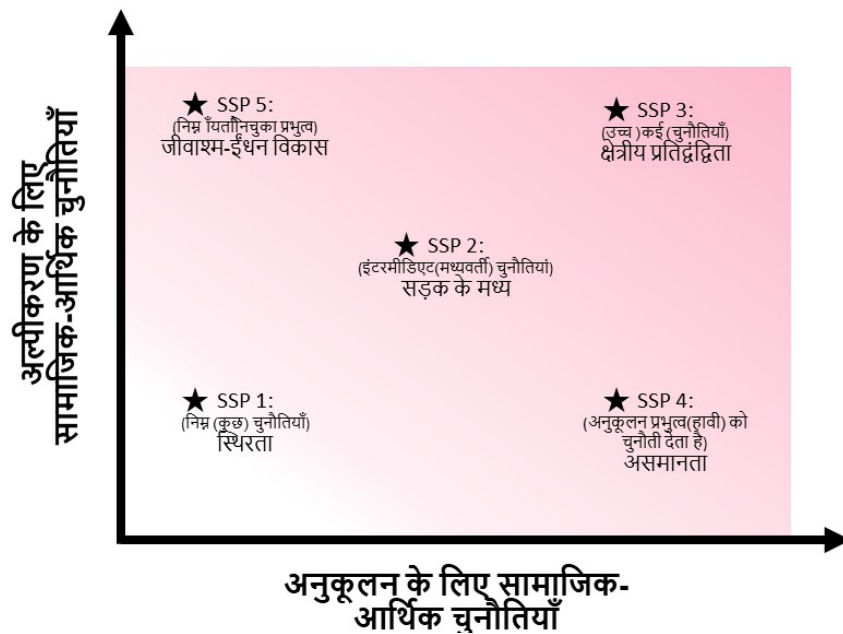 अल्पीकरण के लिए
सामाजिक-आर्थिक चुनौतियाँ
SSP 5:
(निम्न ाँयर्तौनिचुका प्रभुत्व)
जीवाश्म-ईंधन विकास
SSP 3:
(उच्च )कई (चुनौतियाँ)
क्षेत्रीय प्रतिद्वंद्विता
SSP 2:
(इंटरमीडिएट(मध्यवर्ती) चुनौतियां)
सड़क के मध्य
SSP 1:
(निम्न (कुछ) चुनौतियाँ)
स्थिरता
SSP 4:
(अनुकूलन प्रभुत्व(हावी) को
चुनौती देता है)
असमानता
अनुकूलन के लिए सामाजिक-
आर्थिक चुनौतियाँ